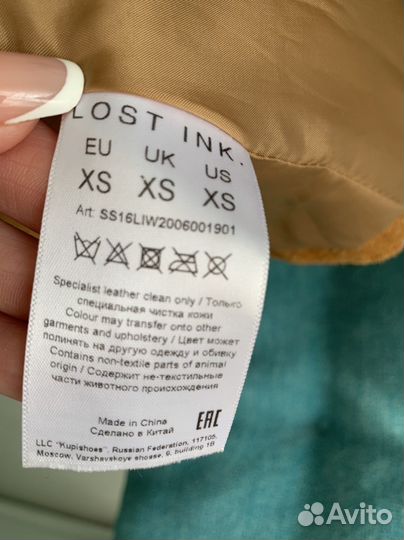 LOST INK.
EU UK US
XS XS XS
Art: SS16LIW2006001901
Specialist leather clean only / Только
специальная чистка кожи
Colour may transfer onto other
garments and upholstery / Цвет может
полинять на другую одежду и обивку
Contains non-textile parts of animal
origin / Содержит не-текстильные
части животного происхождения
Made in China
Сделано в Китай
EAC
LLC "Kupishoes", Russian Federation, 117105,
Moscow, Varshavskoye shosse, 9, building 1B
Avito